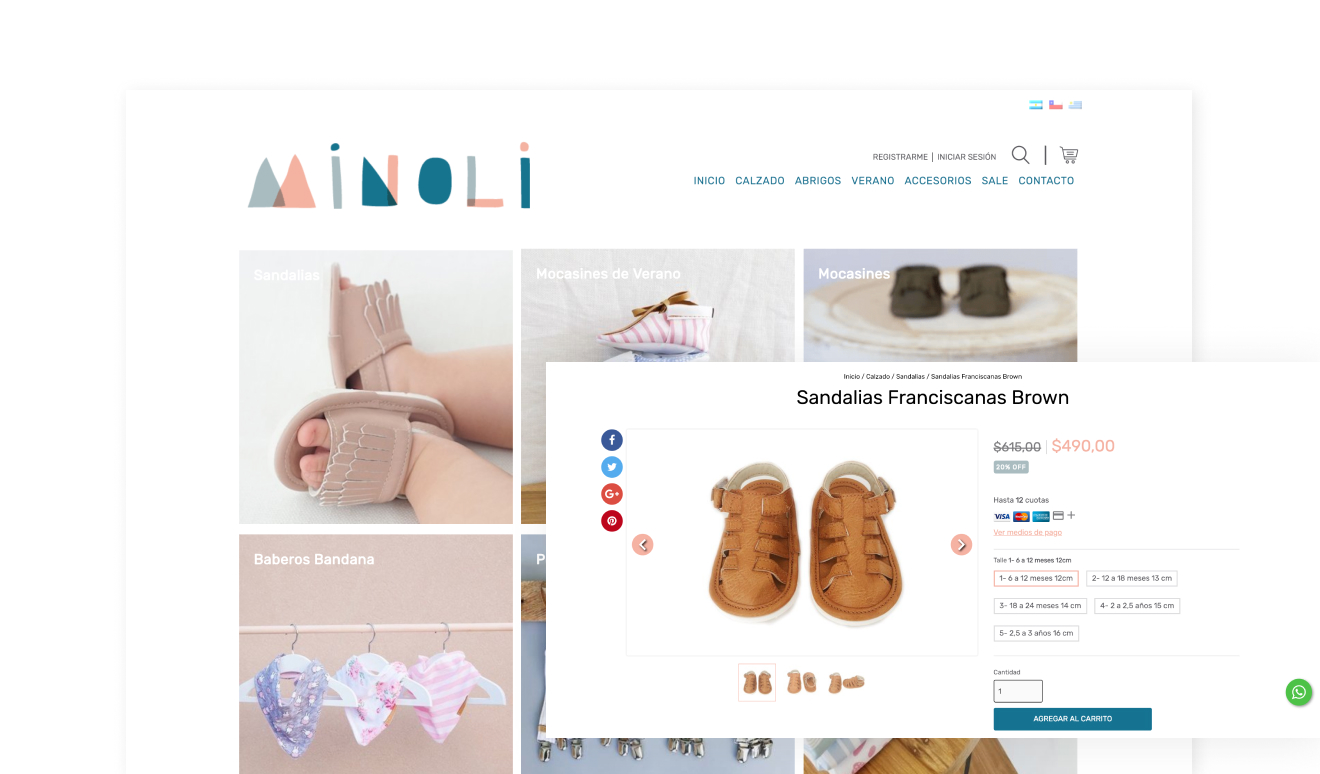 MiNOLi
REGISTRARME | INICIAR SESIÓN
INICIO CALZADO ABRIGOS VERANO ACCESORIOS SALE CONTACTO
Sandalias
Mocasines de Verano
Mocasines
Baberos Bandana
P
Inicio / Calzado / Sandalias / Sandalias Franciscanas Brown
Sandalias Franciscanas Brown
$615,00 | $490,00
20% OFF
Hasta 12 cuotas
VISA
Ver medios de pago
Talle 1- 6 a 12 meses 12cm
1- 6 a 12 meses 12cm
2- 12 a 18 meses 13 cm
3- 18 a 24 meses 14 cm
4- 2 a 2,5 años 15 cm
5- 2,5 a 3 años 16 cm
Cantidad
1
AGREGAR AL CARRITO